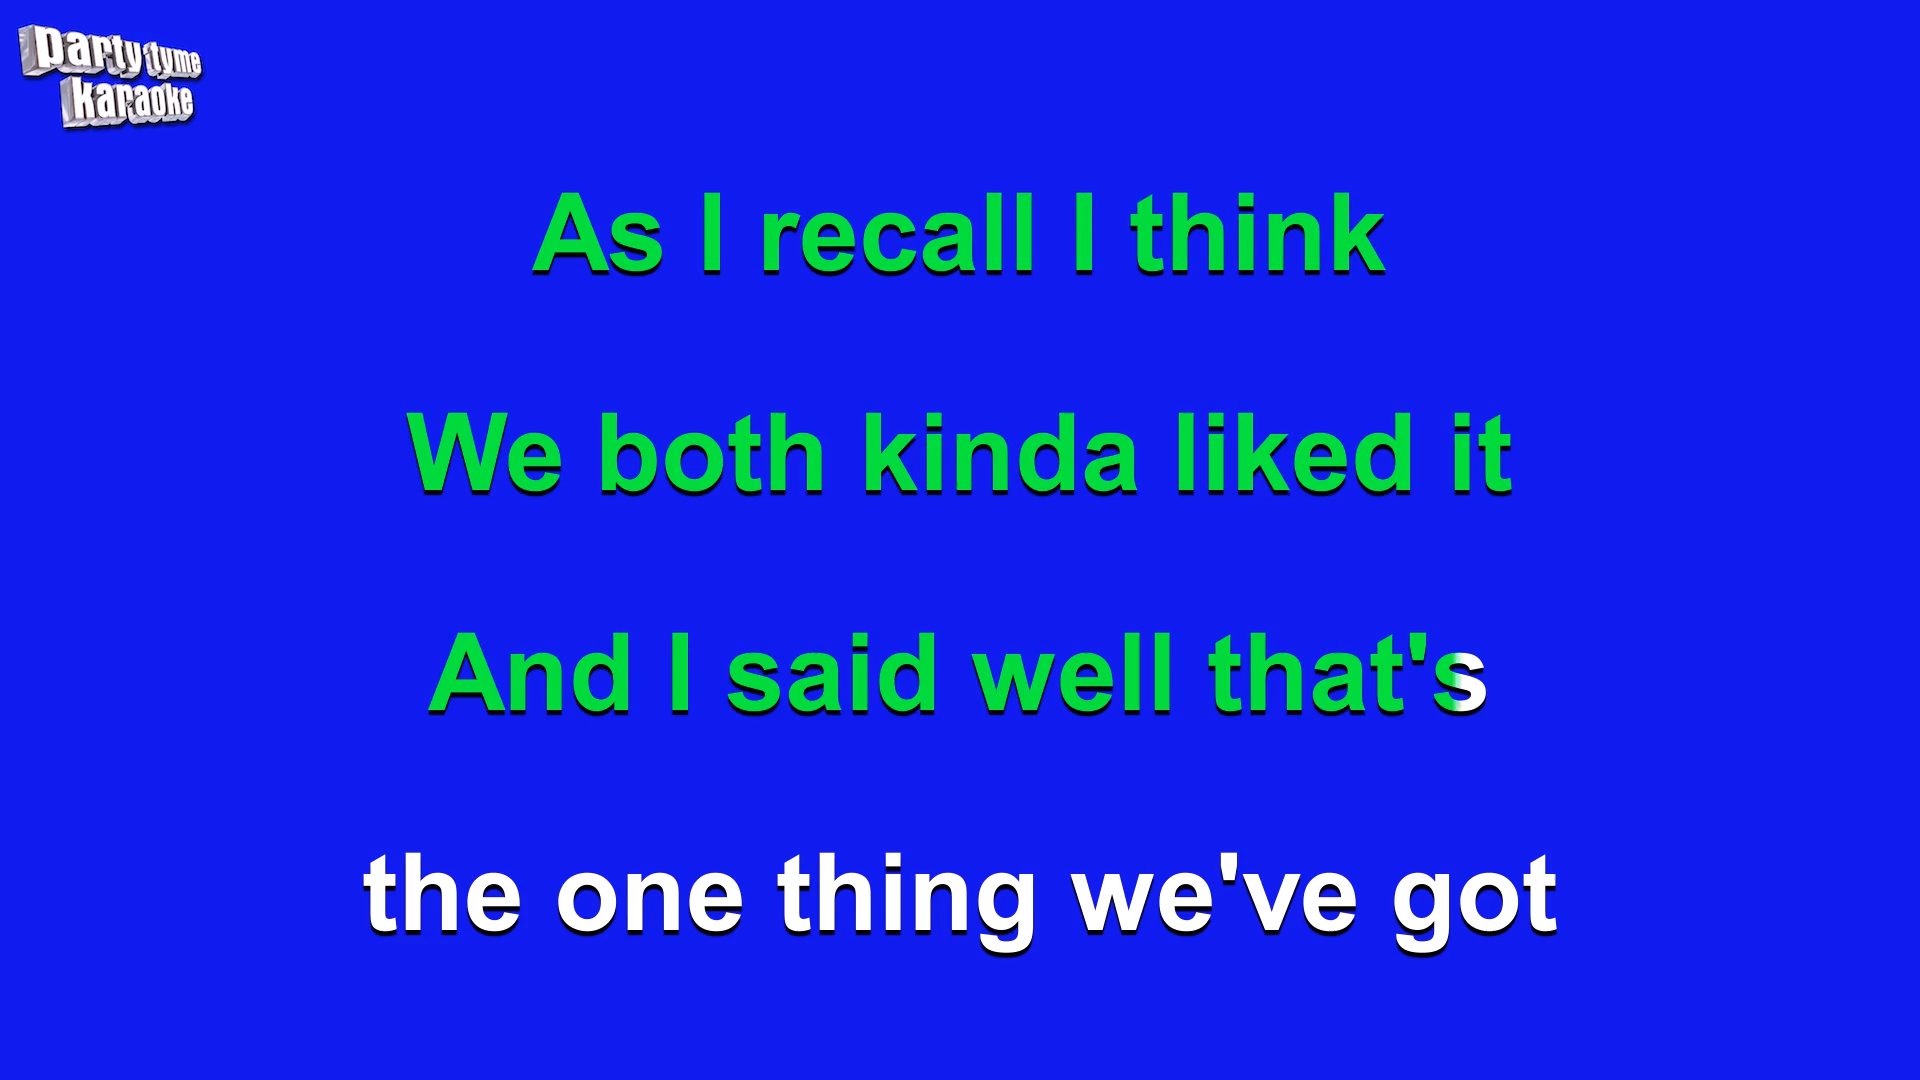 party tyme
karaoke
As I recall I think
We both kinda liked it
And I said well that's
the one thing we've got